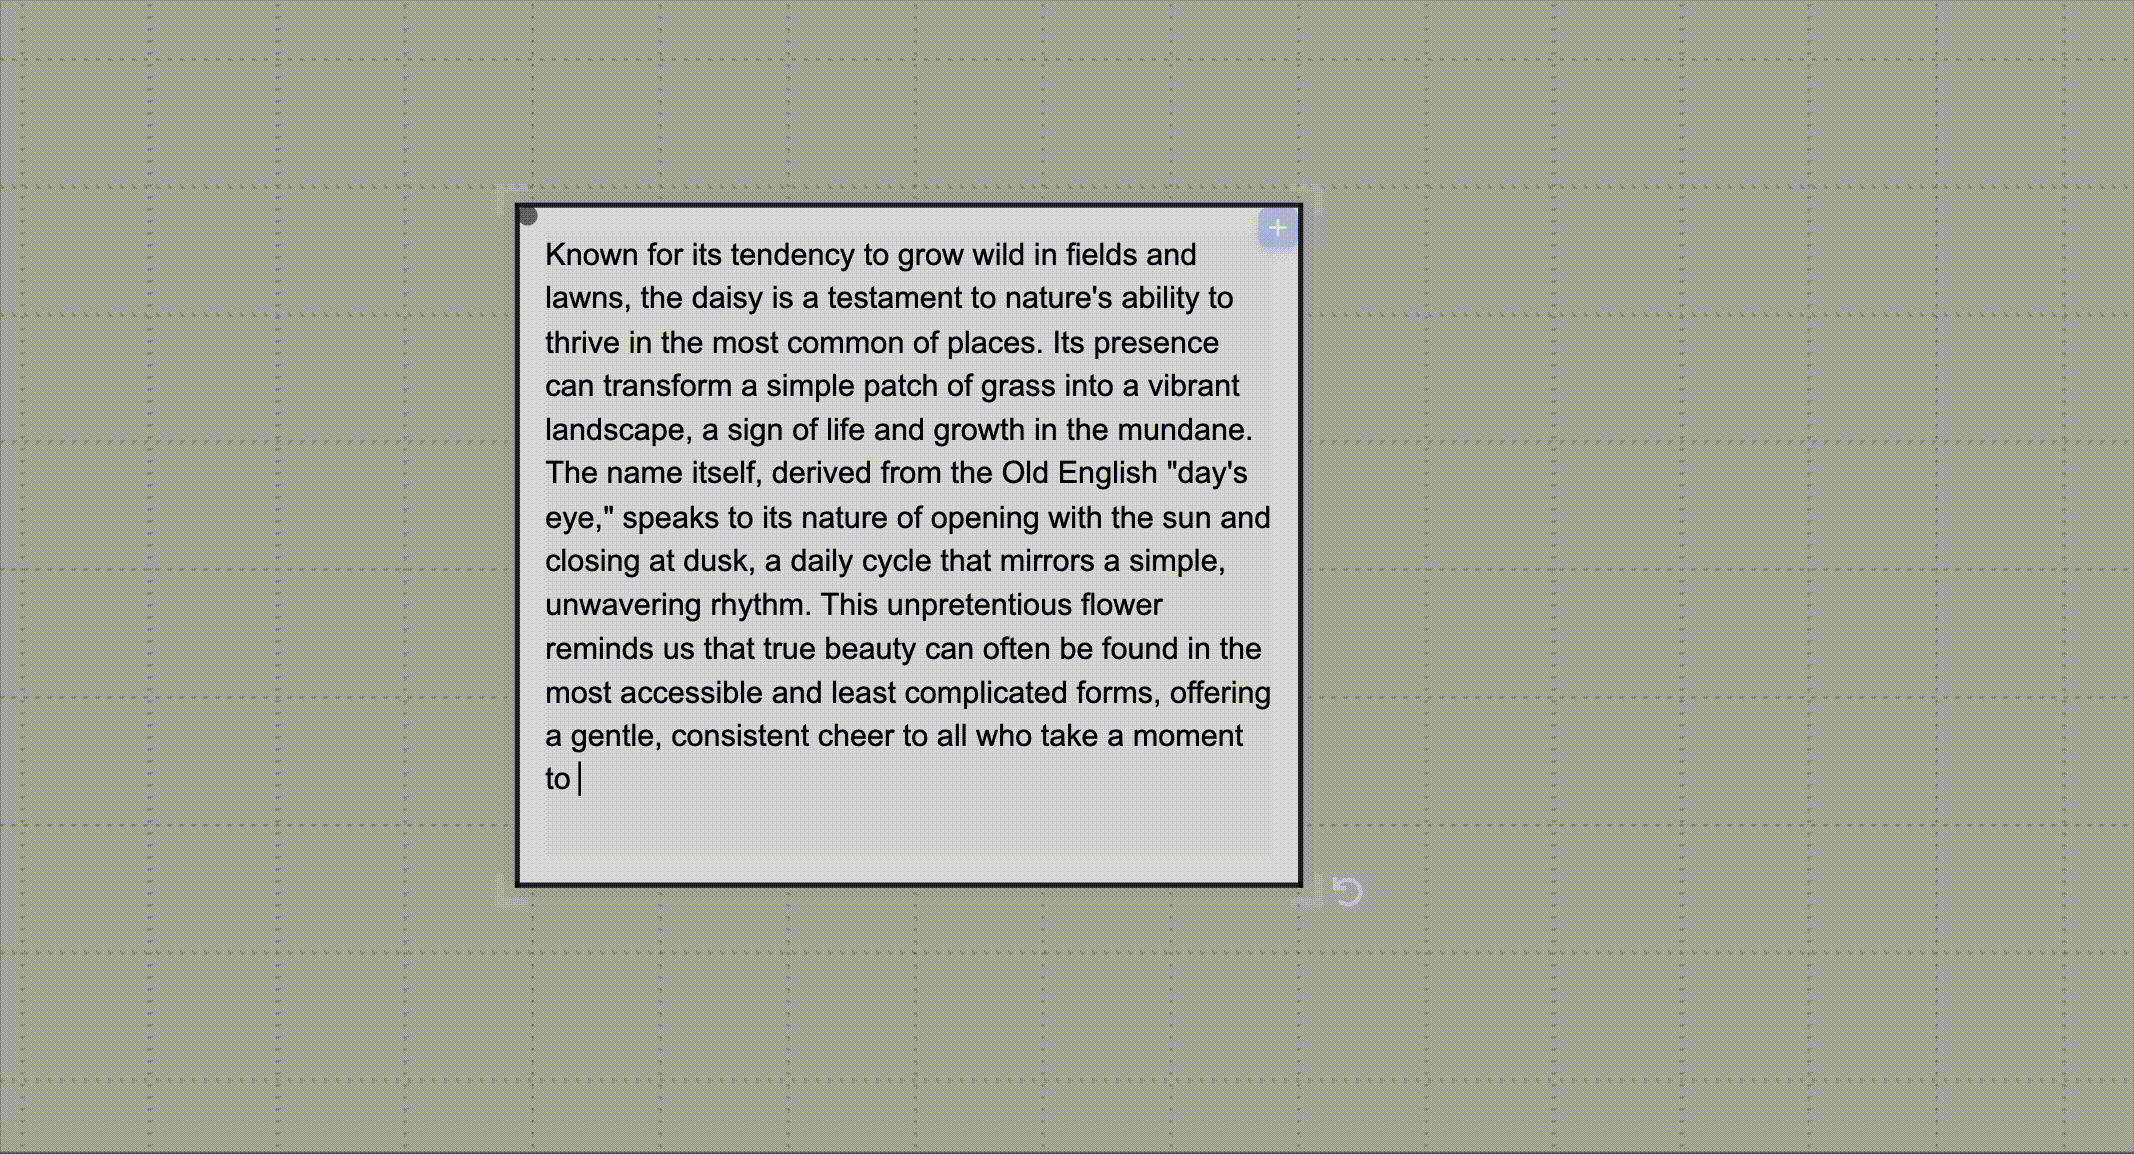 Known for its tendency to grow wild in fields and
lawns, the daisy is a testament to nature's ability to
thrive in the most common of places. Its presence
can transform a simple patch of grass into a vibrant
landscape, a sign of life and growth in the mundane.
The name itself, derived from the Old English "day's
eye," speaks to its nature of opening with the sun and
closing at dusk, a daily cycle that mirrors a simple,
unwavering rhythm. This unpretentious flower
reminds us that true beauty can often be found in the
most accessible and least complicated forms, offering
a gentle, consistent cheer to all who take a moment
to